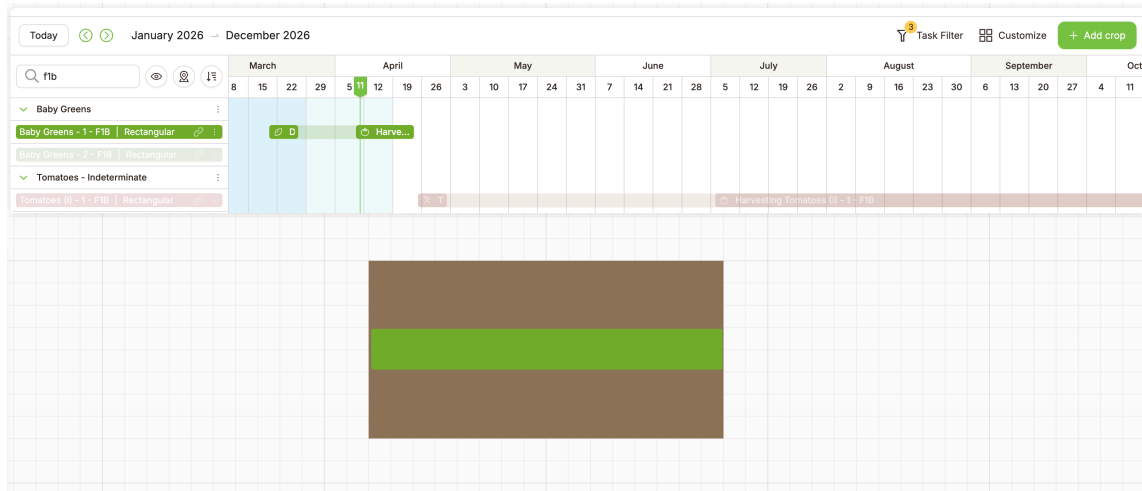 Today January 2026 → December 2026 3 Task Filter Customize + Add crop
March April May June July August September Oct
f1b
8 15 22 29 5 11 12 19 26 3 10 17 24 31 7 14 21 28 5 12 19 26 2 9 16 23 30 6 13 20 27 4 11
Baby Greens
Baby Greens - 1 - F1B | Rectangular D Harve...
Baby Greens - 2 - F1B | Rectangular
Tomatoes - Indeterminate
Tomatoes (I) - 1 - F1B | Rectangular T Harvesting Tomatoes (I) - 1 - F1B